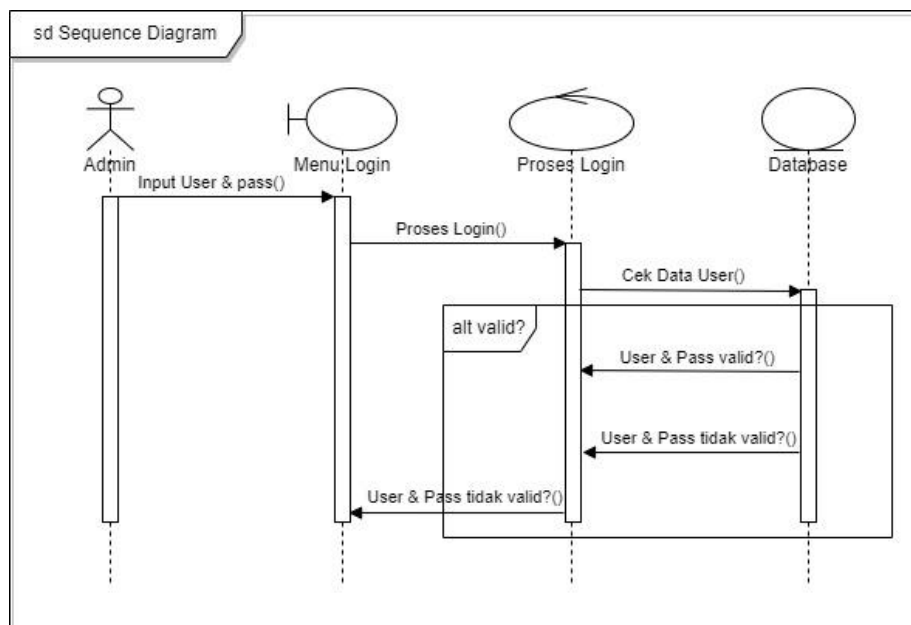 sd Sequence Diagram
Admin
Menu Login
Proses Login
Database
Input User & pass()
Proses Login()
Cek Data User()
alt valid?
User & Pass valid?()
User & Pass tidak valid?()
User & Pass tidak valid?()